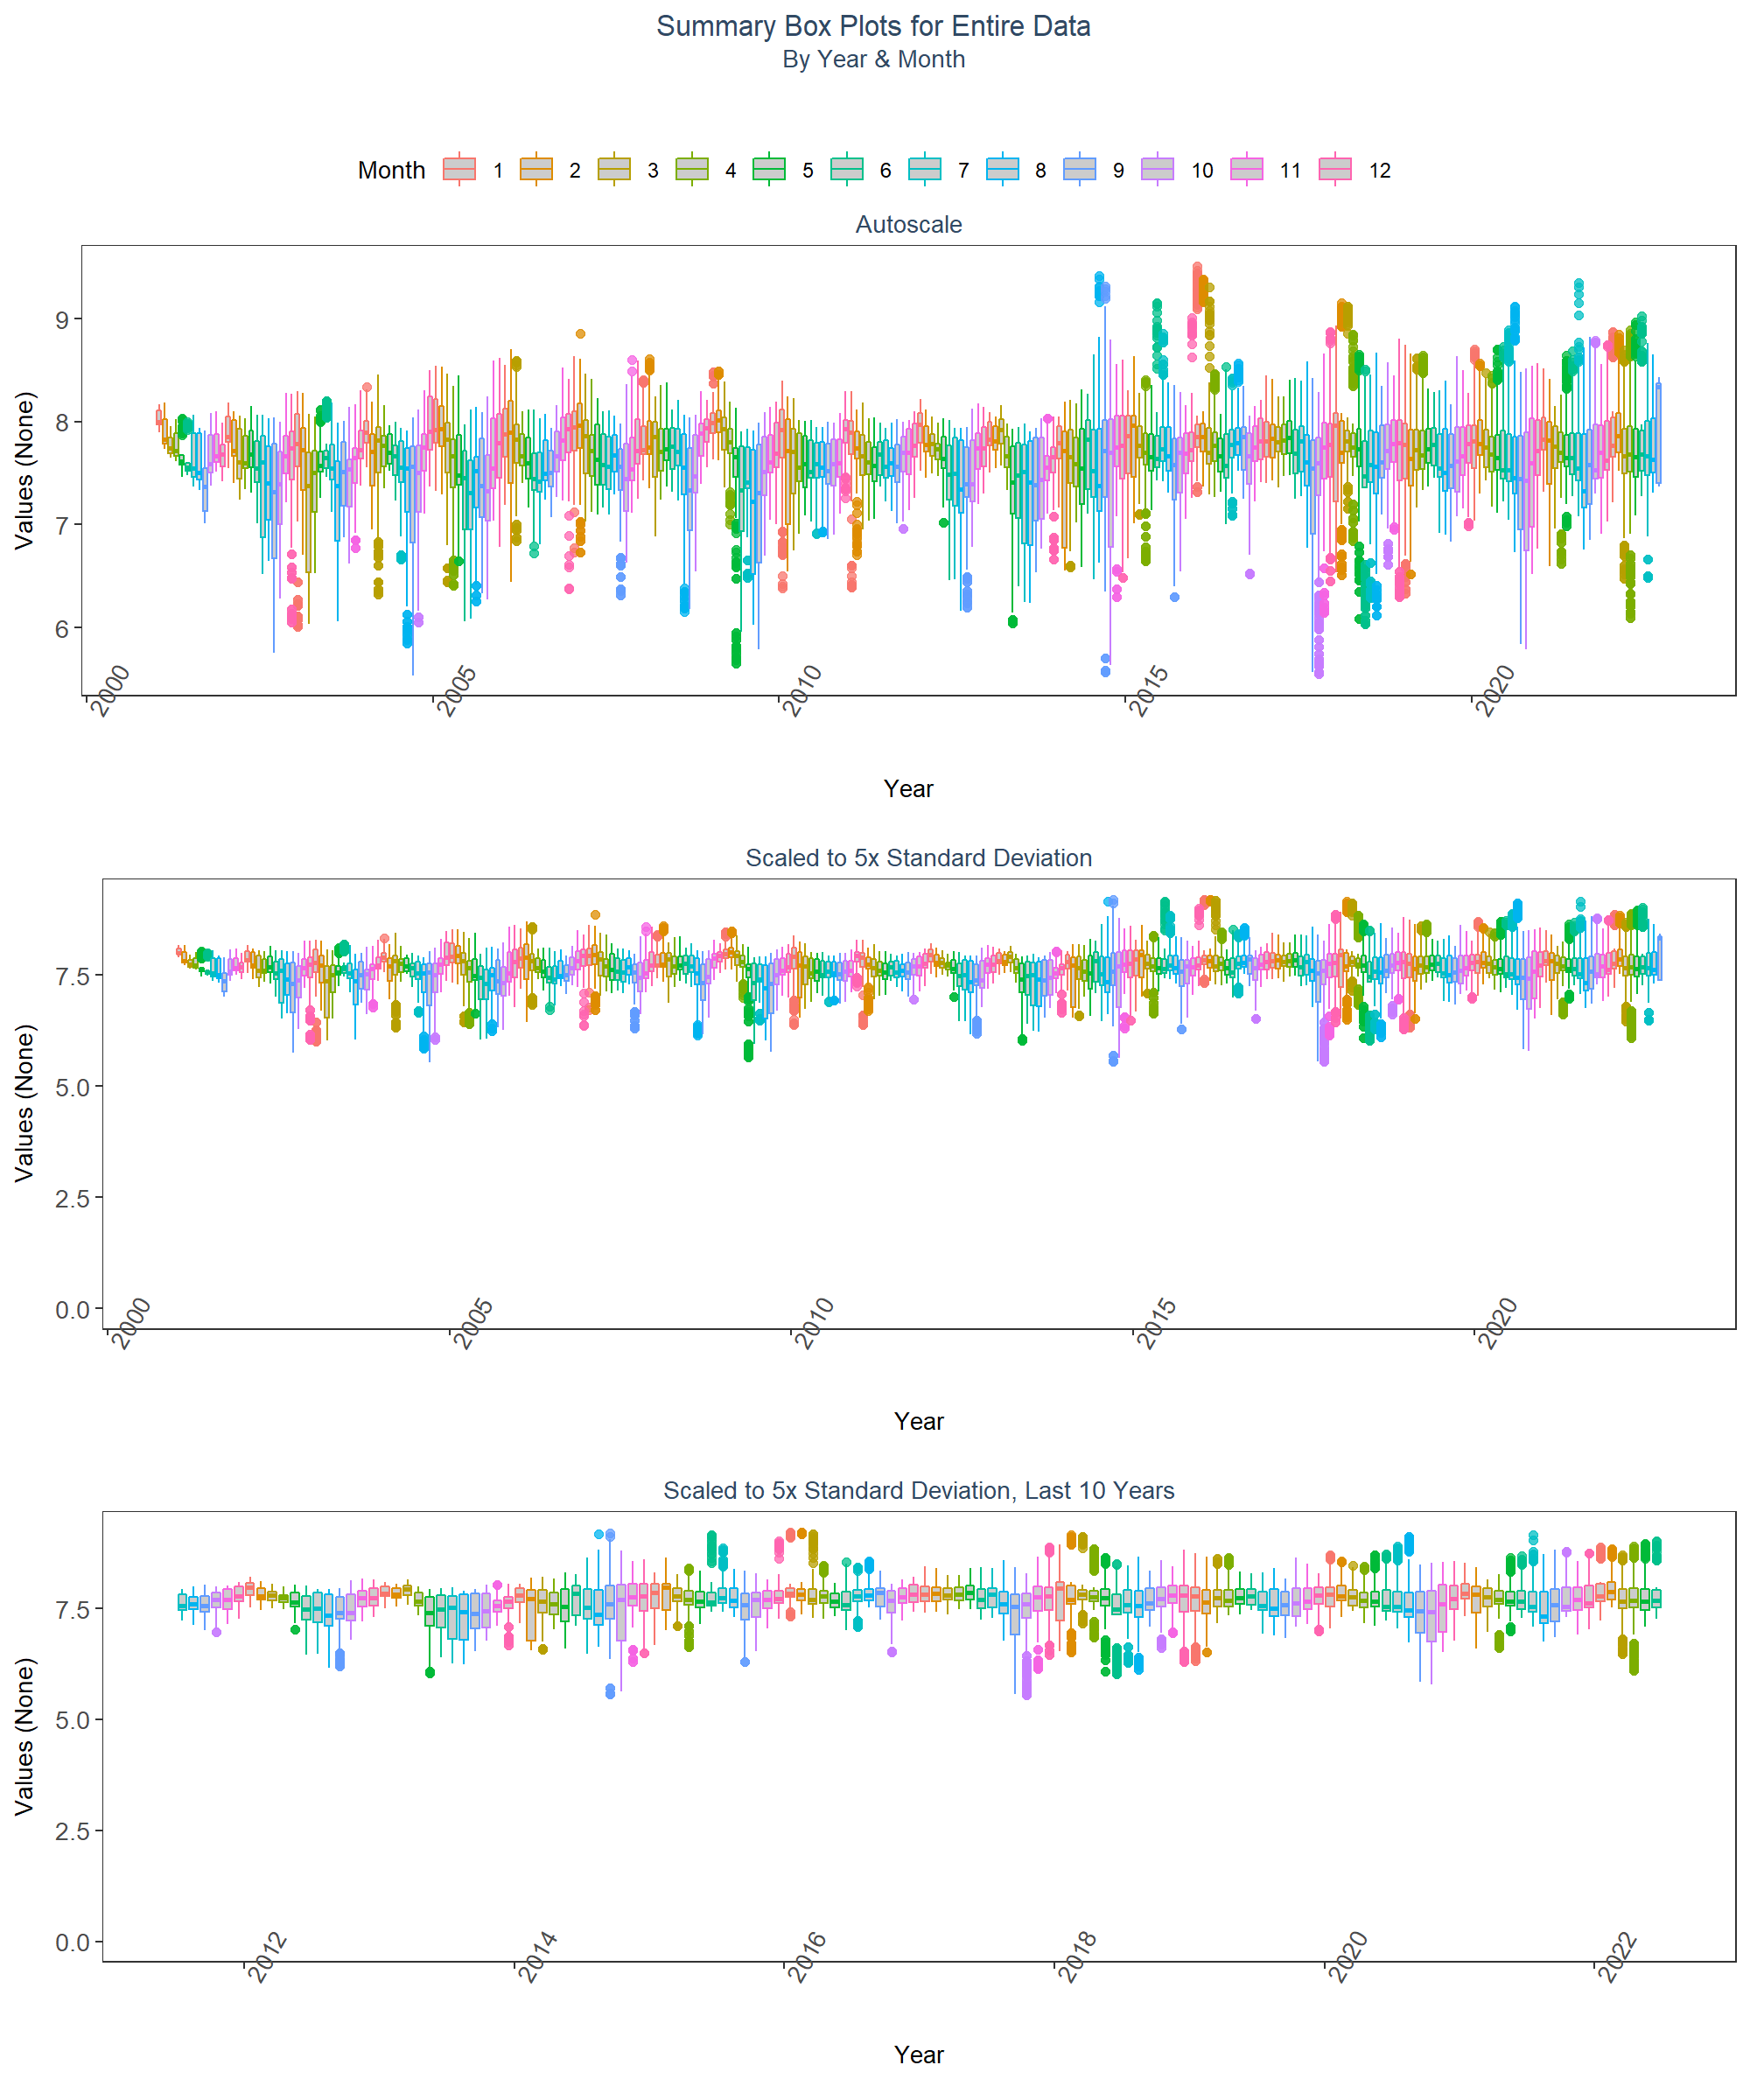 Summary Box Plots for Entire Data
By Year & Month
Month 1 2 3 4 5 6 7 8 9 10 11 12
Autoscale
Values (None)
9
8
7
6
2000 2005 2010 2015 2020
Year
Scaled to 5x Standard Deviation
Values (None)
7.5
5.0
2.5
0.0
2000 2005 2010 2015 2020
Year
Scaled to 5x Standard Deviation, Last 10 Years
Values (None)
7.5
5.0
2.5
0.0
2012 2014 2016 2018 2020 2022
Year